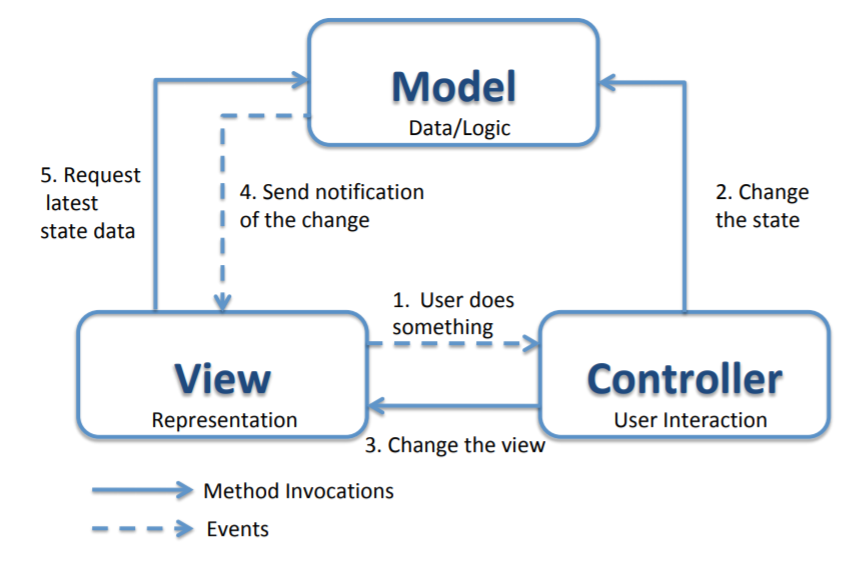 Model
Data/Logic
5. Request
latest
state data
4. Send notification
of the change
2. Change
the state
1. User does
something
View
Representation
Controller
User Interaction
3. Change the view
Method Invocations
Events